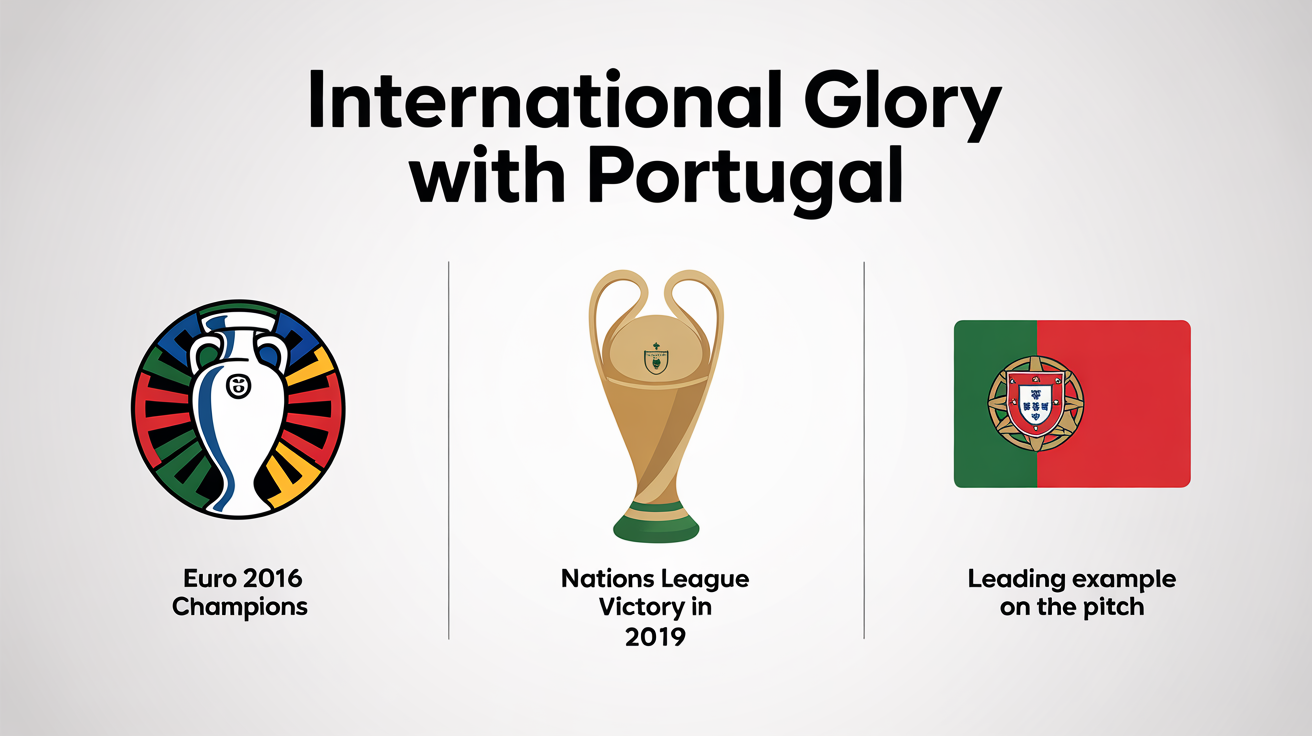 International Glory
with Portugal
Euro 2016
Champions
Nations League
Victory in
2019
Leading example
on the pitch